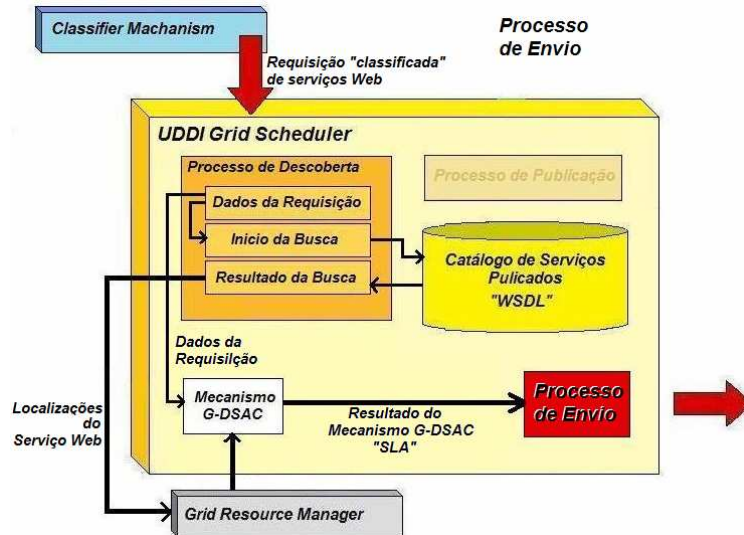 Classifier Machanism
Processo
de Envio
Requisição "classificada"
de serviços Web
UDDI Grid Scheduler
Processo de Descoberta
Dados da Requisição
Inicio da Busca
Resultado da Busca
Processo de Publicação
Catálogo de Serviços
Pulicados
"WSDL"
Dados da
Requisilção
Mecanismo
G-DSAC
Resultado do
Mecanismo G-DSAC
"SLA"
Processo
de Envio
Localizações
do
Serviço Web
Grid Resource Manager